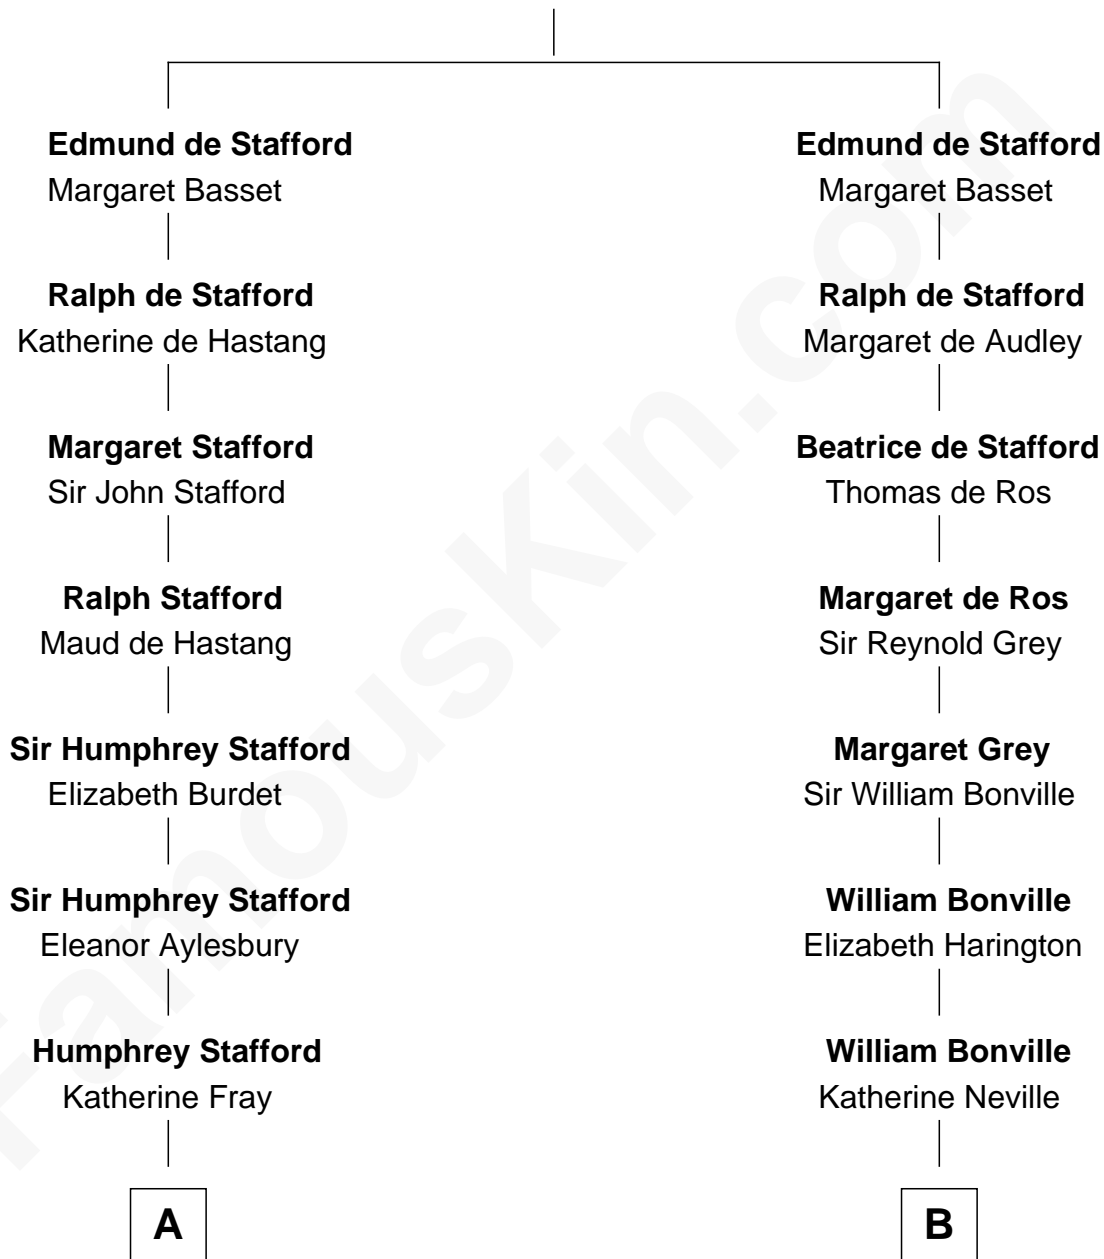 Edmund de Stafford
Margaret Basset
Ralph de Stafford
Katherine de Hastang
Margaret Stafford
Sir John Stafford
Ralph Stafford
Maud de Hastang
Sir Humphrey Stafford
Elizabeth Burdet
Sir Humphrey Stafford
Eleanor Aylesbury
Humphrey Stafford
Katherine Fray
A
Edmund de Stafford
Margaret Basset
Ralph de Stafford
Margaret de Audley
Beatrice de Stafford
Thomas de Ros
Margaret de Ros
Sir Reynold Grey
Margaret Grey
Sir William Bonville
William Bonville
Elizabeth Harington
William Bonville
Katherine Neville
B
FamousKin.com